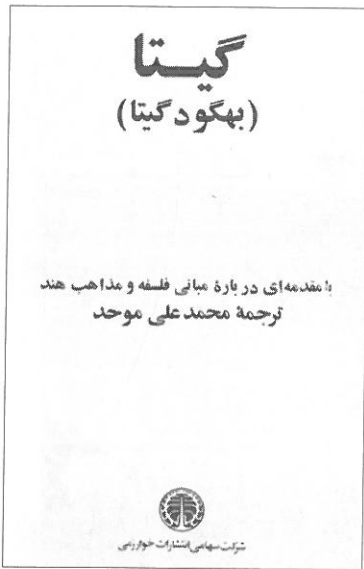 گیتا
(بهگود گیتا)
با مقدمه‌ای دربارهٔ مبانی فلسفه و مذاهب هند
ترجمهٔ محمدعلی موحد
شرکت سهامی انتشارات خوارزمی